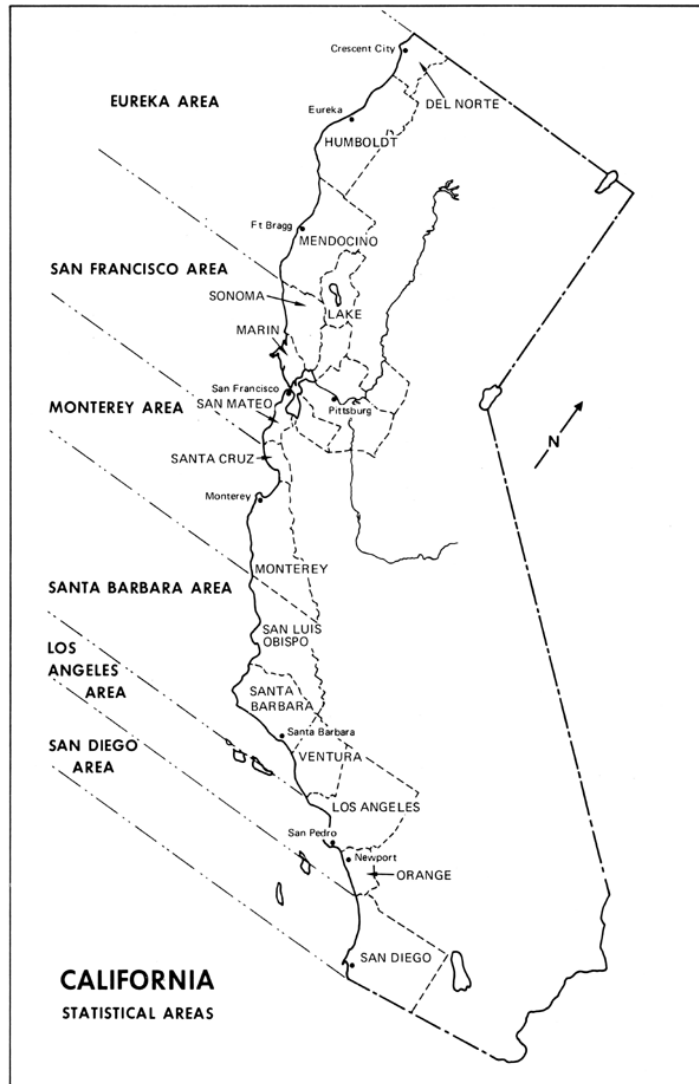 Crescent City
EUREKA AREA
DEL NORTE
Eureka
HUMBOLDT
Ft Bragg
MENDOCINO
SAN FRANCISCO AREA
SONOMA
LAKE
MARIN
San Francisco
SAN MATEO
MONTEREY AREA
Pittsburg
N
SANTA CRUZ
Monterey
MONTEREY
SANTA BARBARA AREA
SAN LUIS
OBISPO
LOS
ANGELES
AREA
SANTA
BARBARA
Santa Barbara
SAN DIEGO
AREA
VENTURA
LOS ANGELES
San Pedro
Newport
ORANGE
SAN DIEGO
CALIFORNIA
STATISTICAL AREAS